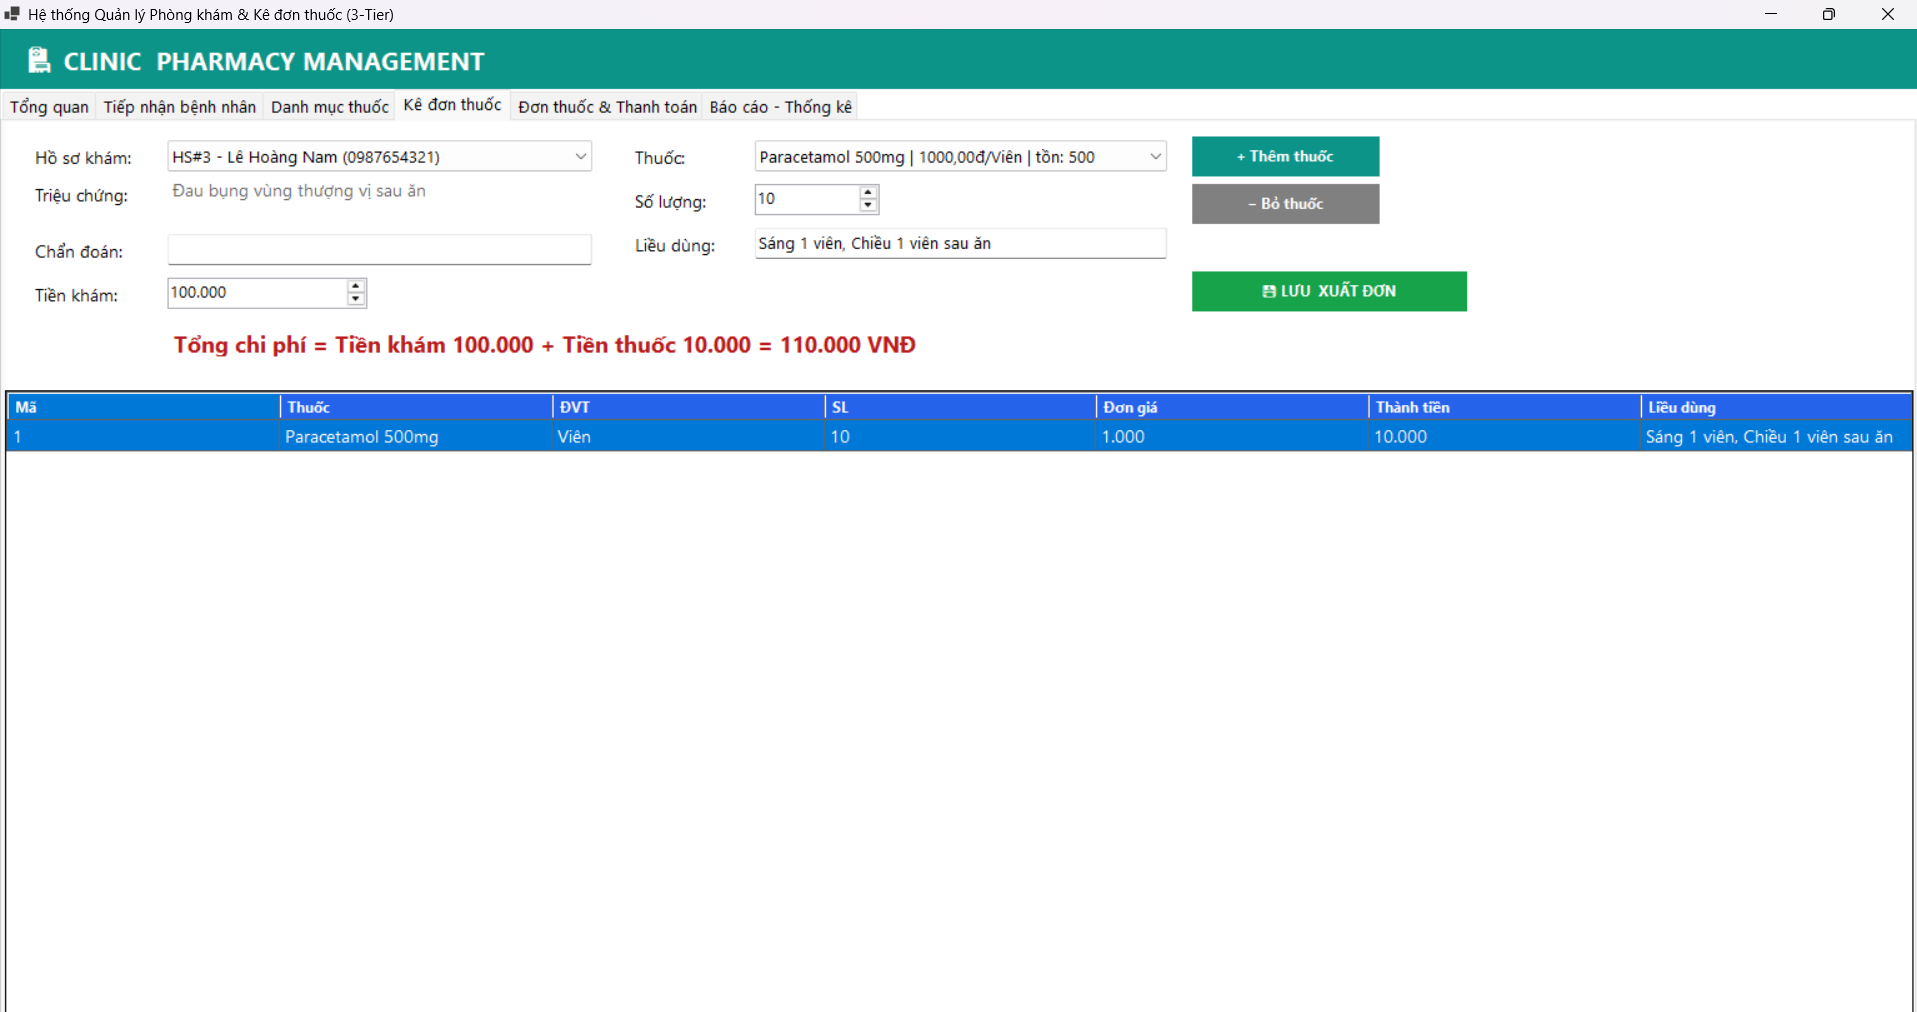 Hệ thống Quản lý Phòng khám & Kê đơn thuốc (3-Tier)
CLINIC PHARMACY MANAGEMENT
Tổng quan Tiếp nhận bệnh nhân Danh mục thuốc Kê đơn thuốc Đơn thuốc & Thanh toán Báo cáo - Thống kê
Hồ sơ khám: HS#3 - Lê Hoàng Nam (0987654321) Thuốc: Paracetamol 500mg | 1000,00đ/Viên | tồn: 500 + Thêm thuốc
Triệu chứng: Đau bụng vùng thượng vị sau ăn Số lượng: 10 − Bỏ thuốc
Chẩn đoán: Liều dùng: Sáng 1 viên, Chiều 1 viên sau ăn
Tiền khám: 100.000 LƯU XUẤT ĐƠN
Tổng chi phí = Tiền khám 100.000 + Tiền thuốc 10.000 = 110.000 VNĐ
Mã Thuốc ĐVT SL Đơn giá Thành tiền Liều dùng
1 Paracetamol 500mg Viên 10 1.000 10.000 Sáng 1 viên, Chiều 1 viên sau ăn